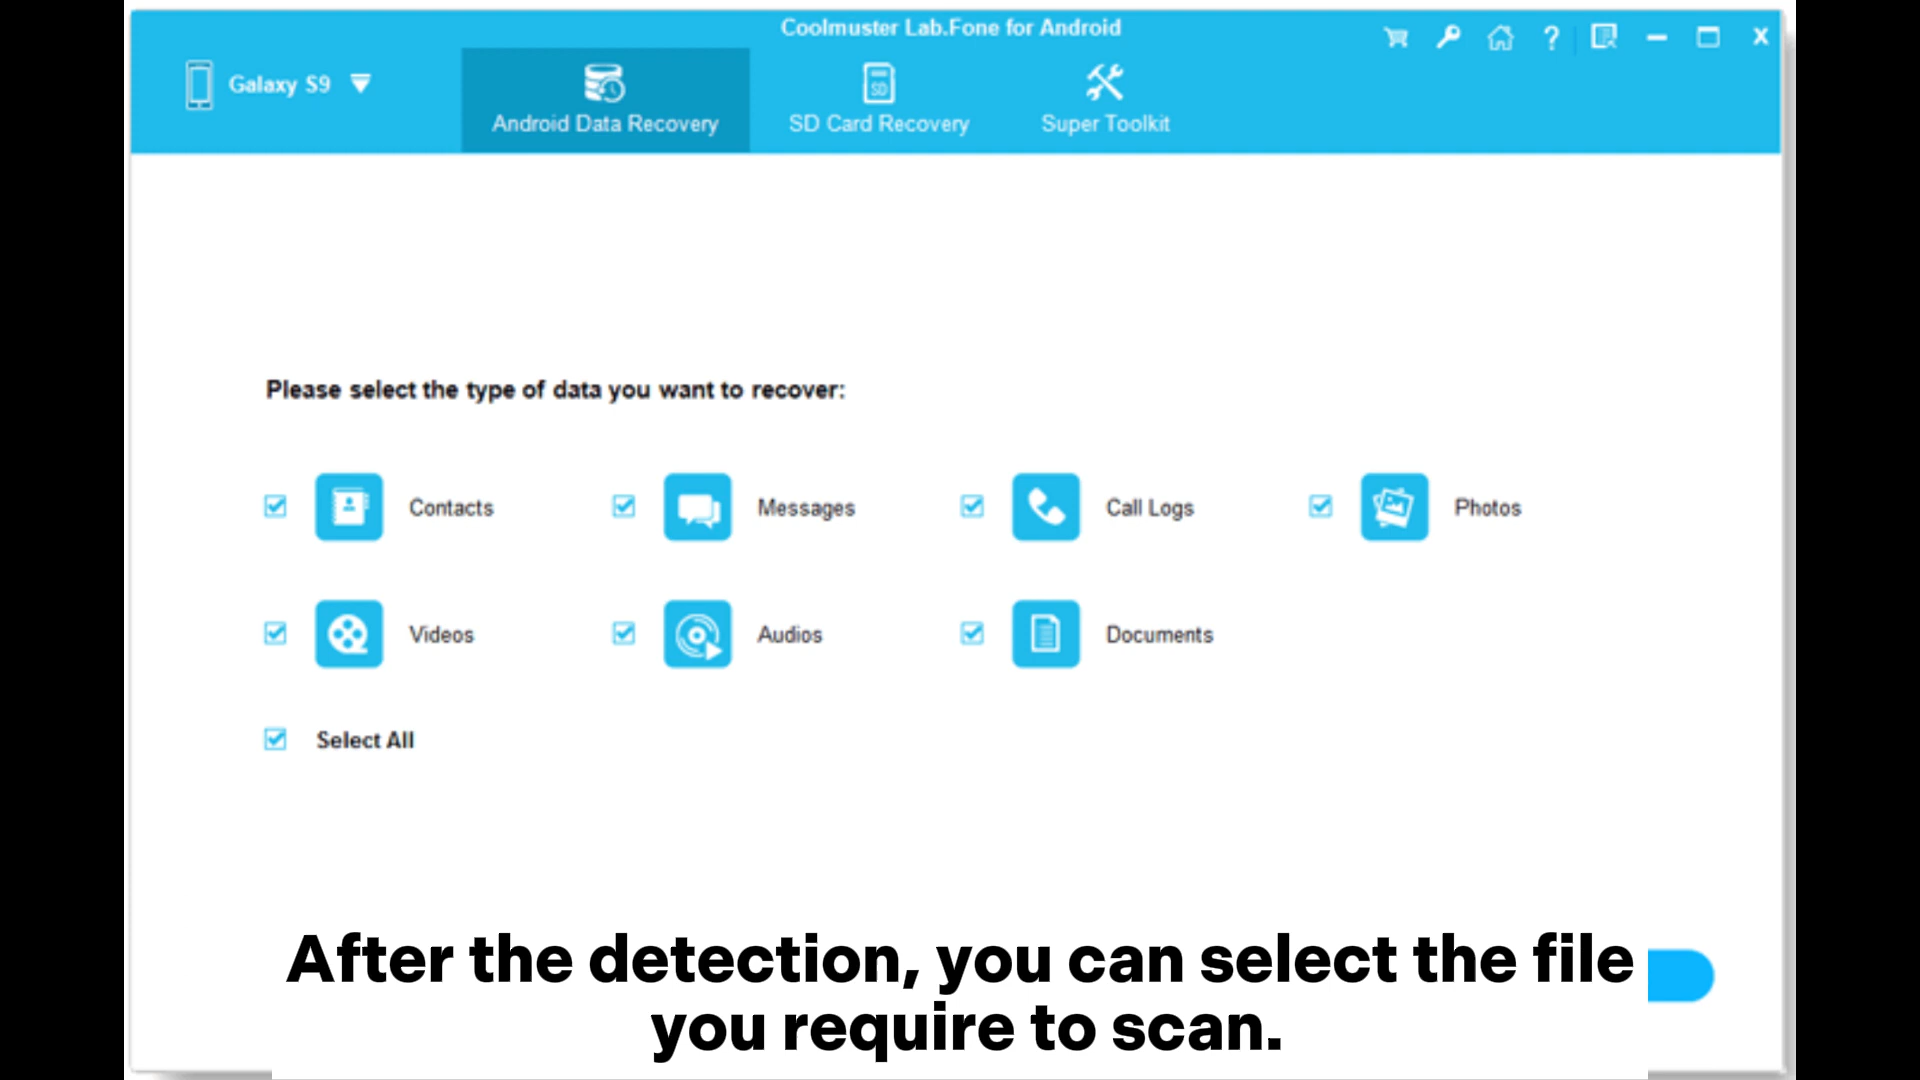 Coolmuster Lab.Fone for Android
Galaxy S9
Android Data Recovery
SD Card Recovery
Super Toolkit
Please select the type of data you want to recover:
Contacts
Messages
Call Logs
Photos
Videos
Audios
Documents
Select All
After the detection, you can select the file
you require to scan.